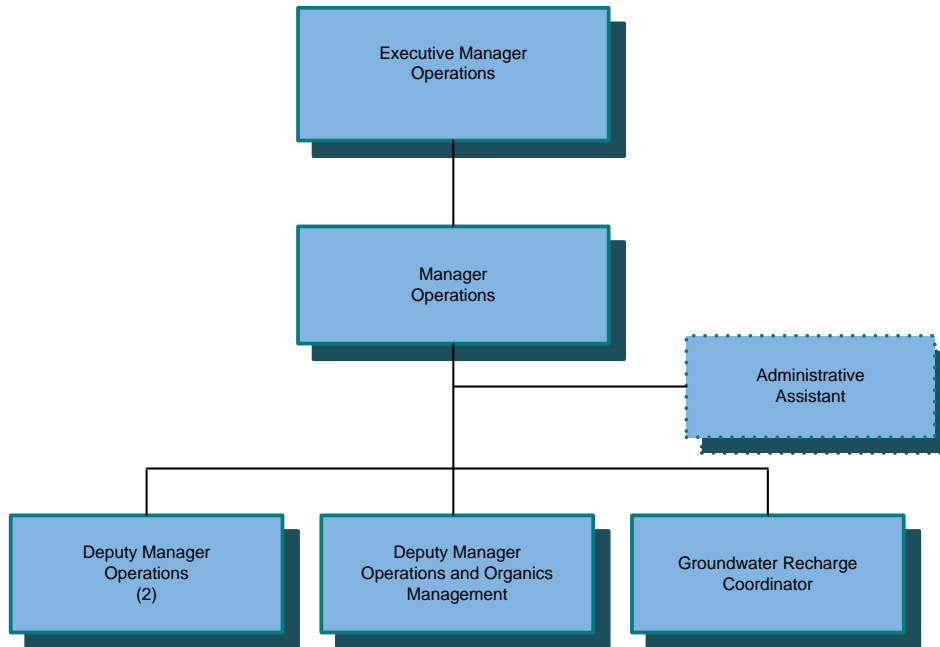 Executive Manager
Operations
Manager
Operations
Administrative
Assistant
Deputy Manager
Operations
(2)
Deputy Manager
Operations and Organics
Management
Groundwater Recharge
Coordinator